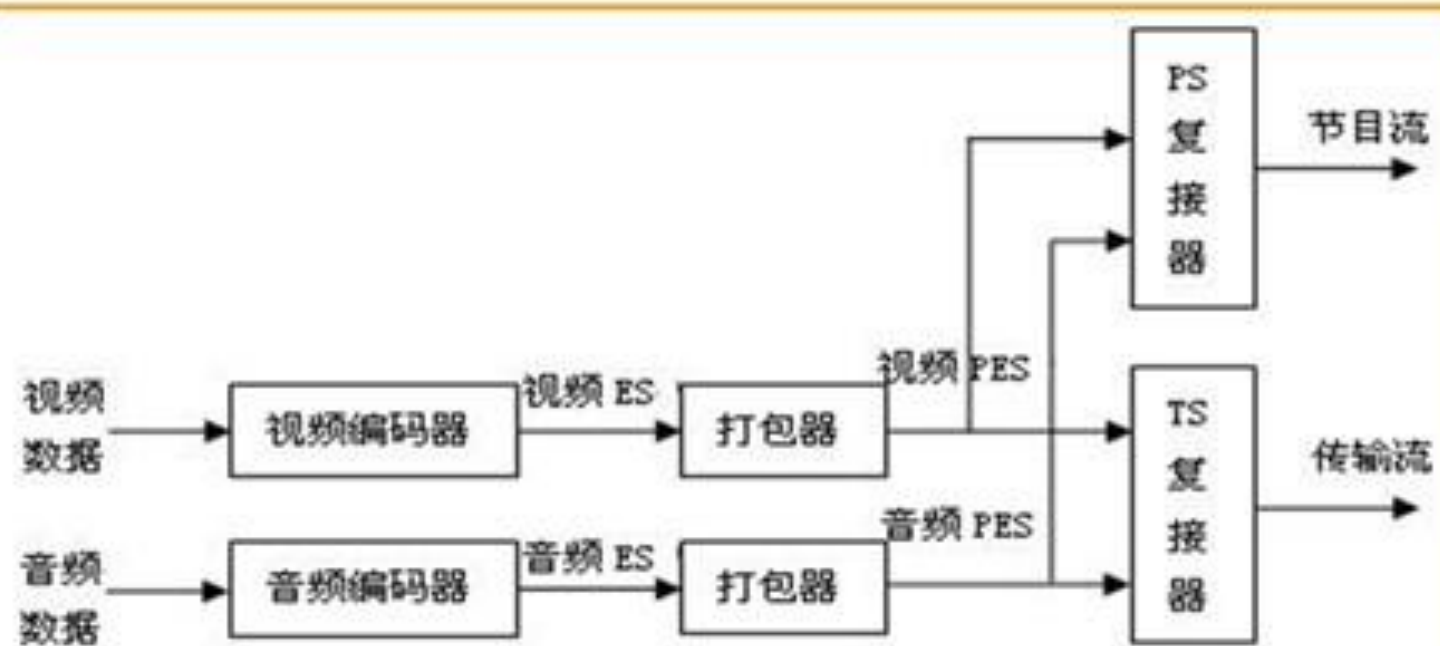 PS
复
接
器
节目流
视频
数据
视频编码器
视频 ES
打包器
视频 PES
TS
复
接
器
传输流
音频
数据
音频编码器
音频 ES
打包器
音频 PES